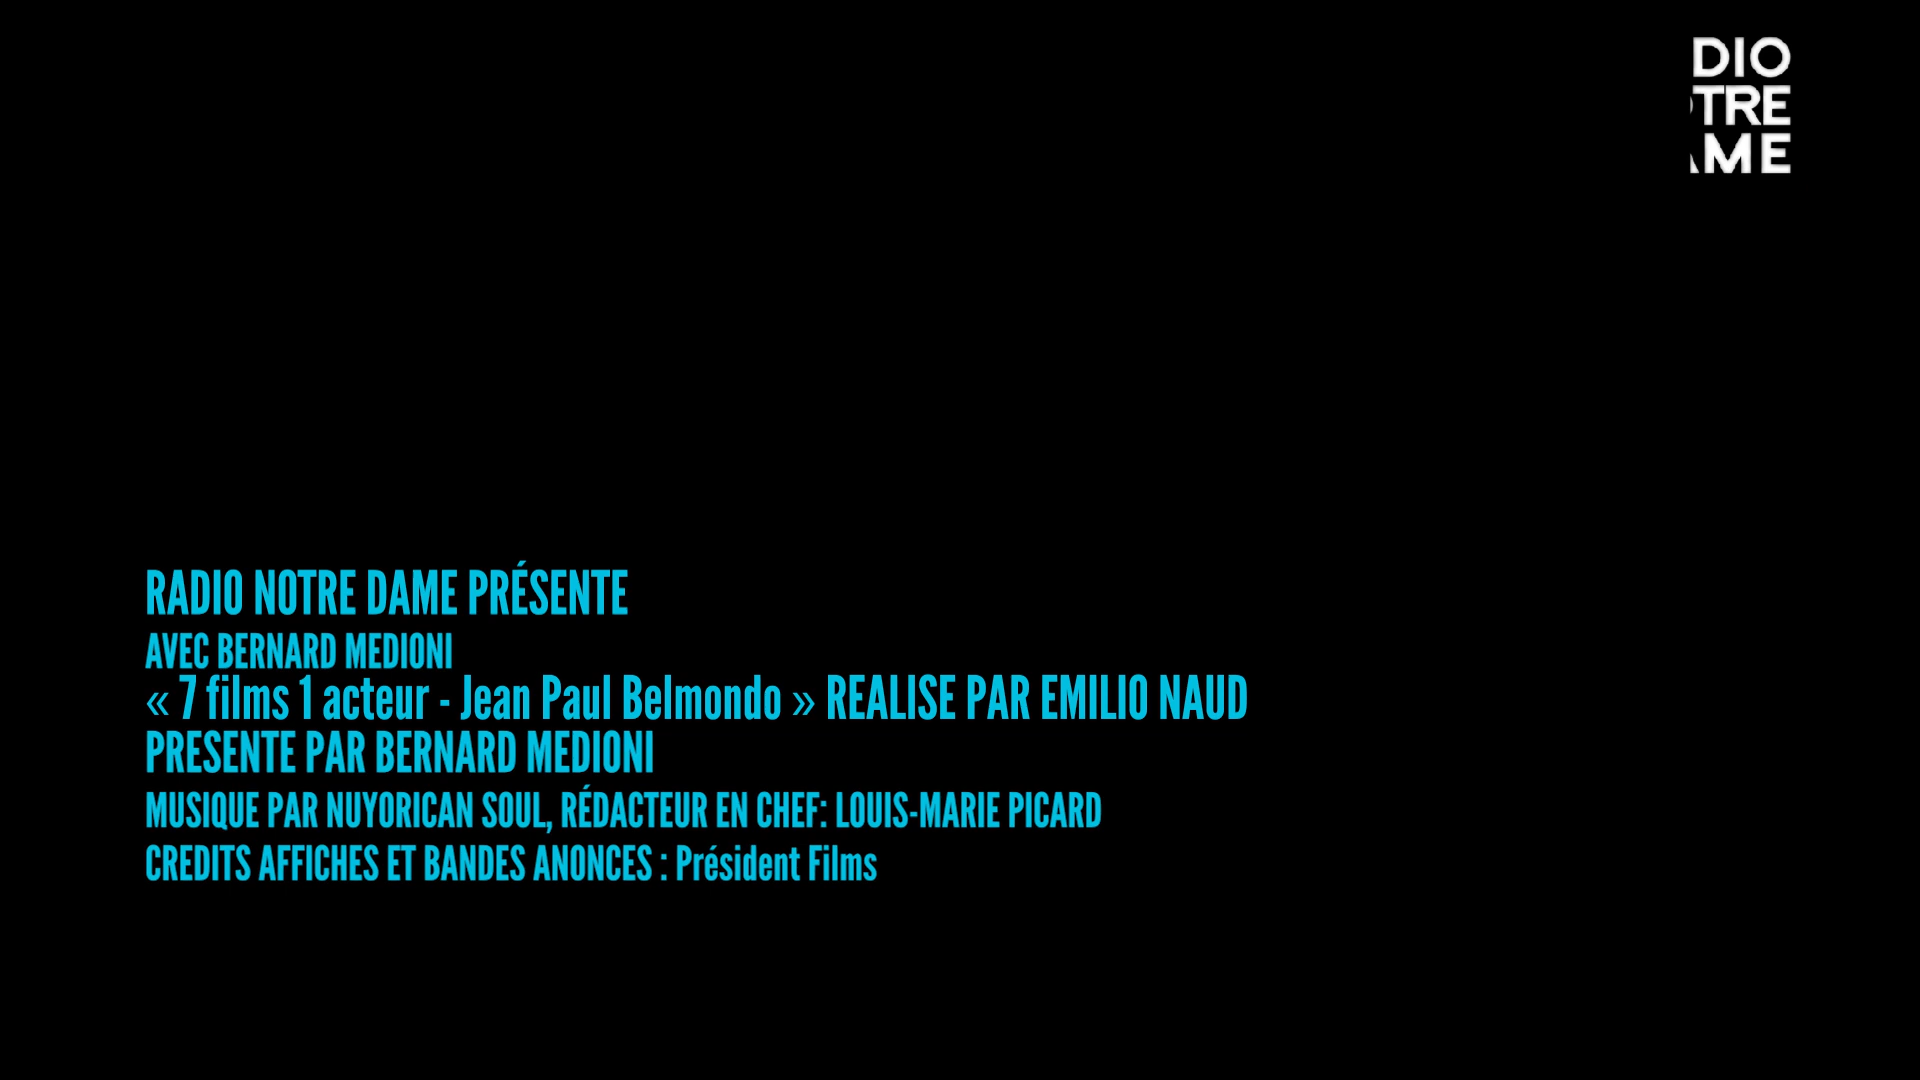 DIO
TRE
ME
RADIO NOTRE DAME PRÉSENTE
AVEC BERNARD MEDIONI
« 7 films 1 acteur - Jean Paul Belmondo » REALISE PAR EMILIO NAUD
PRESENTE PAR BERNARD MEDIONI
MUSIQUE PAR NUYORICAN SOUL, RÉDACTEUR EN CHEF: LOUIS-MARIE PICARD
CREDITS AFFICHES ET BANDES ANONCES : Président Films